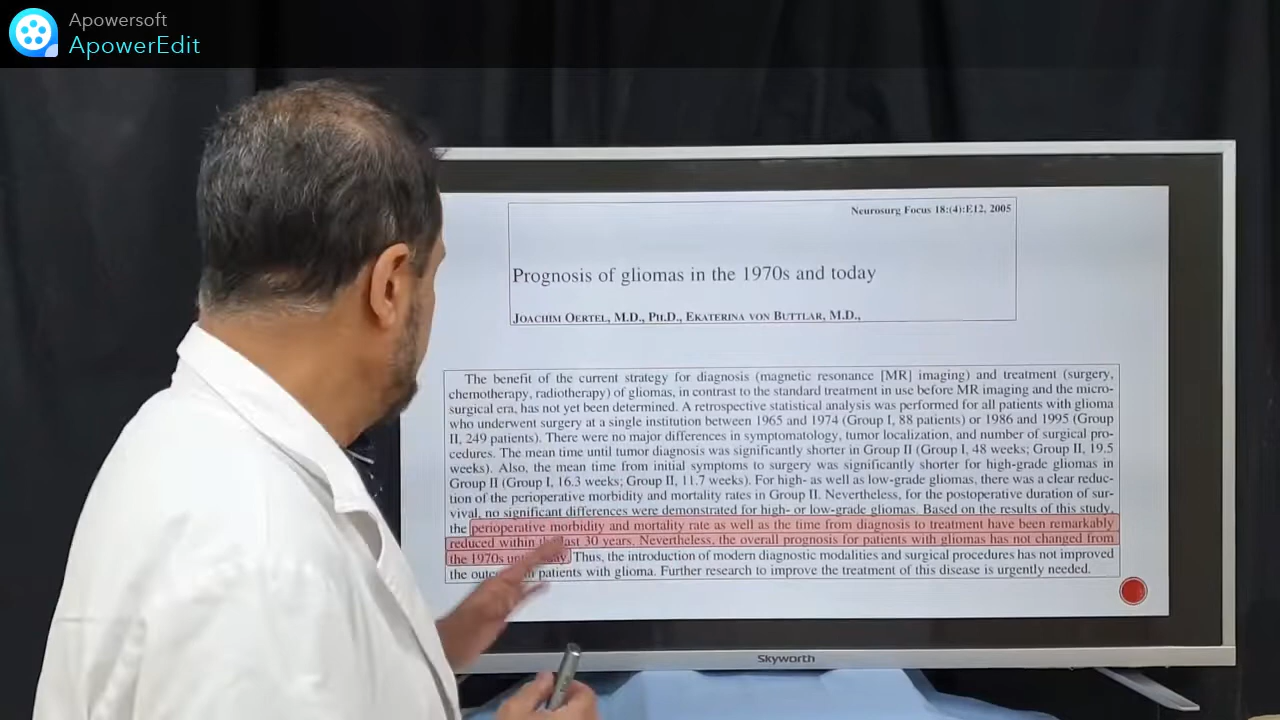 Apowersoft
ApowerEdit
Neurosurg Focus 18:(4):E12, 2005
Prognosis of gliomas in the 1970s and today
JOACHIM OERTEL, M.D., PH.D., EKATERINA VON BUTTLAR, M.D.,
The benefit of the current strategy for diagnosis (magnetic resonance [MR] imaging) and treatment (surgery,
chemotherapy, radiotherapy) of gliomas, in contrast to the standard treatment in use before MR imaging and the micro-
surgical era, has not yet been determined. A retrospective statistical analysis was performed for all patients with glioma
who underwent surgery at a single institution between 1965 and 1974 (Group I, 88 patients) or 1986 and 1995 (Group
II, 249 patients). There were no major differences in symptomatology, tumor localization, and number of surgical pro-
cedures. The mean time until tumor diagnosis was significantly shorter in Group II (Group I, 48 weeks; Group II, 19.5
weeks). Also, the mean time from initial symptoms to surgery was significantly shorter for high-grade gliomas in
Group II (Group I, 16.3 weeks; Group II, 11.7 weeks). For high- as well as low-grade gliomas, there was a clear reduc-
tion of the perioperative morbidity and mortality rates in Group II. Nevertheless, for the postoperative duration of sur-
vival, no significant differences were demonstrated for high- or low-grade gliomas. Based on the results of this study,
the perioperative morbidity and mortality rate as well as the time from diagnosis to treatment have been remarkably
reduced within the last 30 years. Nevertheless, the overall prognosis for patients with gliomas has not changed from
the 1970s today. Thus, the introduction of modern diagnostic modalities and surgical procedures has not improved
the patients with glioma. Further research to improve the treatment of this disease is urgently needed.
Skyworth